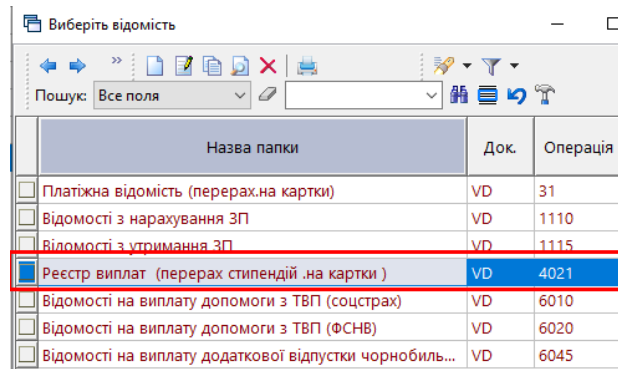 Виберіть відомість
»
Пошук: Все поля
Назва папки Док. Операція
Платіжна відомість (перерах.на картки) VD 31
Відомості з нарахування ЗП VD 1110
Відомості з утримання ЗП VD 1115
Реєстр виплат (перерах стипендій .на картки ) VD 4021
Відомості на виплату допомоги з ТВП (соцстрах) VD 6010
Відомості на виплату допомоги з ТВП (ФСНВ) VD 6020
Відомості на виплату додаткової відпустки чорнобиль... VD 6045